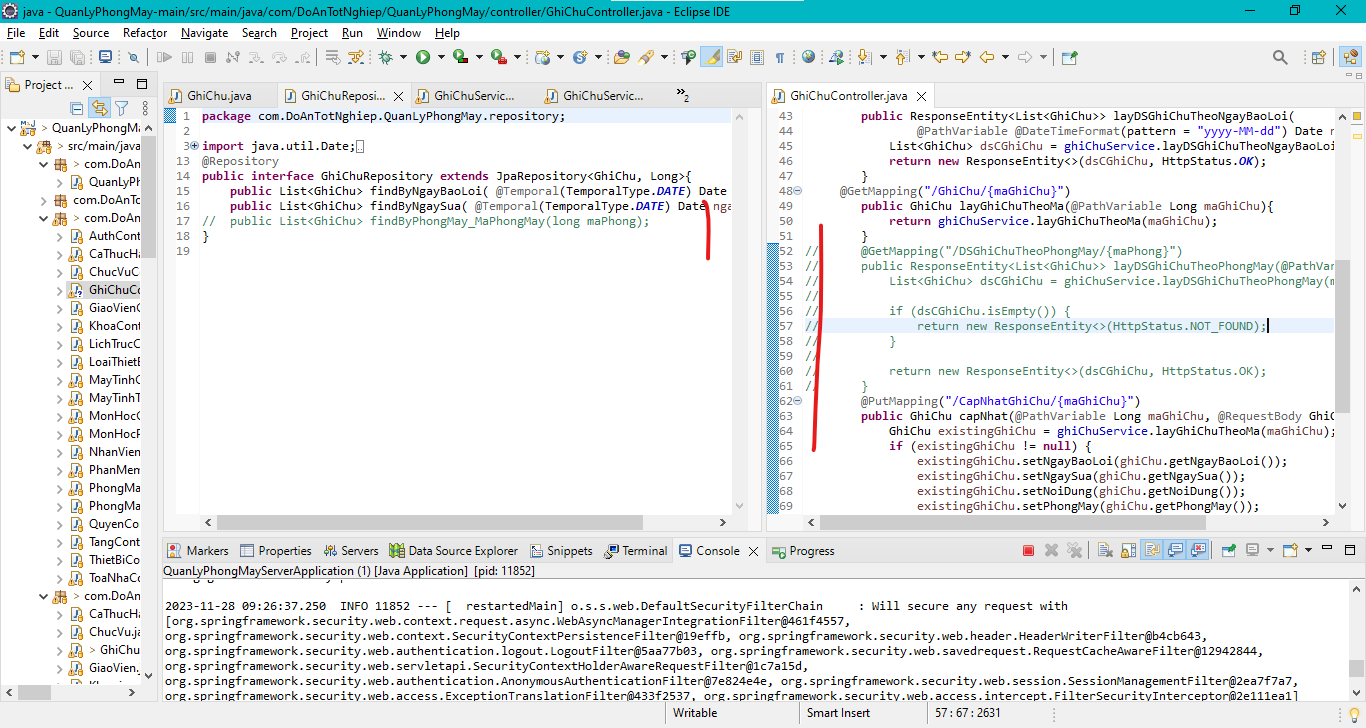 java - QuanLyPhongMay-main/src/main/java/com/DoAnTotNghiep/QuanLyPhongMay/controller/GhiChuController.java - Eclipse IDE
File Edit Source Refactor Navigate Search Project Run Window Help
Project ...
QuanLyPhongMa
src/main/java
com.DoAn
QuanLyPh
com.DoAnTo
com.DoAn
AuthCont
CaThucHa
ChucVuC
GhiChuCo
GiaoVienC
KhoaCont
LichTrucC
LoaiThietB
MayTinhC
MayTinhT
MonHocC
MonHocP
NhanVien
PhanMem
PhongMa
PhongMa
QuyenCo
TangCont
ThietBiCo
ToaNhaCo
com.DoAn
CaThucHa
ChucVu.ja
GhiChu
GiaoVien.
GhiChu.java GhiChuReposi... GhiChuServic... GhiChuServic... »2
1 package com.DoAnTotNghiep.QuanLyPhongMay.repository;
2
3 import java.util.Date;
13 @Repository
14 public interface GhiChuRepository extends JpaRepository<GhiChu, Long>{
15 public List<GhiChu> findByNgayBaoLoi( @Temporal(TemporalType.DATE) Date
16 public List<GhiChu> findByNgaySua( @Temporal(TemporalType.DATE) Date nga
17 // public List<GhiChu> findByPhongMay_MaPhongMay(long maPhong);
18 }
19
GhiChuController.java
43 public ResponseEntity<List<GhiChu>> layDSGhiChuTheoNgayBaoLoi(
44 @PathVariable @DateTimeFormat(pattern = "yyyy-MM-dd") Date n
45 List<GhiChu> dsCGhiChu = ghiChuService.layDSGhiChuTheoNgayBaoLoi
46 return new ResponseEntity<>(dsCGhiChu, HttpStatus.OK);
47 }
48 @GetMapping("/GhiChu/{maGhiChu}")
49 public GhiChu layGhiChuTheoMa(@PathVariable Long maGhiChu){
50 return ghiChuService.layGhiChuTheoMa(maGhiChu);
51 }
52 // @GetMapping("/DSGhiChuTheoPhongMay/{maPhong}")
53 // public ResponseEntity<List<GhiChu>> layDSGhiChuTheoPhongMay(@PathVar
54 // List<GhiChu> dsCGhiChu = ghiChuService.layDSGhiChuTheoPhongMay(m
55 //
56 // if (dsCGhiChu.isEmpty()) {
57 // return new ResponseEntity<>(HttpStatus.NOT_FOUND);
58 // }
59 //
60 // return new ResponseEntity<>(dsCGhiChu, HttpStatus.OK);
61 // }
62 @PutMapping("/CapNhatGhiChu/{maGhiChu}")
63 public GhiChu capNhat(@PathVariable Long maGhiChu, @RequestBody GhiC
64 GhiChu existingGhiChu = ghiChuService.layGhiChuTheoMa(maGhiChu);
65 if (existingGhiChu != null) {
66 existingGhiChu.setNgayBaoLoi(ghiChu.getNgayBaoLoi());
67 existingGhiChu.setNgaySua(ghiChu.getNgaySua());
68 existingGhiChu.setNoiDung(ghiChu.getNoiDung());
69 existingGhiChu.setPhongMay(ghiChu.getPhongMay());
Markers Properties Servers Data Source Explorer Snippets Terminal Console Progress
QuanLyPhongMayServerApplication (1) [Java Application] [pid: 11852]
2023-11-28 09:26:37.250 INFO 11852 --- [ restartedMain] o.s.s.web.DefaultSecurityFilterChain : Will secure any request with
[org.springframework.security.web.context.request.async.WebAsyncManagerIntegrationFilter@461f4557,
org.springframework.security.web.context.SecurityContextPersistenceFilter@19effb, org.springframework.security.web.header.HeaderWriterFilter@b4cb643,
org.springframework.security.web.authentication.logout.LogoutFilter@5aa77b03, org.springframework.security.web.savedrequest.RequestCacheAwareFilter@12942844,
org.springframework.security.web.servletapi.SecurityContextHolderAwareRequestFilter@1c7a15d,
org.springframework.security.web.authentication.AnonymousAuthenticationFilter@7e824e4e, org.springframework.security.web.session.SessionManagementFilter@2ea7f7a7,
org.springframework.security.web.access.ExceptionTranslationFilter@433f2537, org.springframework.security.web.access.intercept.FilterSecurityInterceptor@2e111ea1]
Writable Smart Insert 57 : 67 : 2631